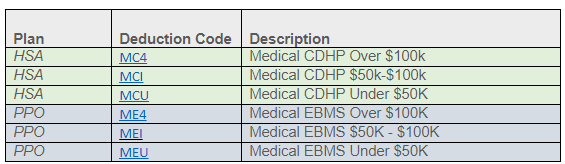 Plan Deduction Code Description
HSA MC4 Medical CDHP Over $100k
HSA MCI Medical CDHP $50k-$100k
HSA MCU Medical CDHP Under $50K
PPO ME4 Medical EBMS Over $100K
PPO MEI Medical EBMS $50K - $100K
PPO MEU Medical EBMS Under $50K